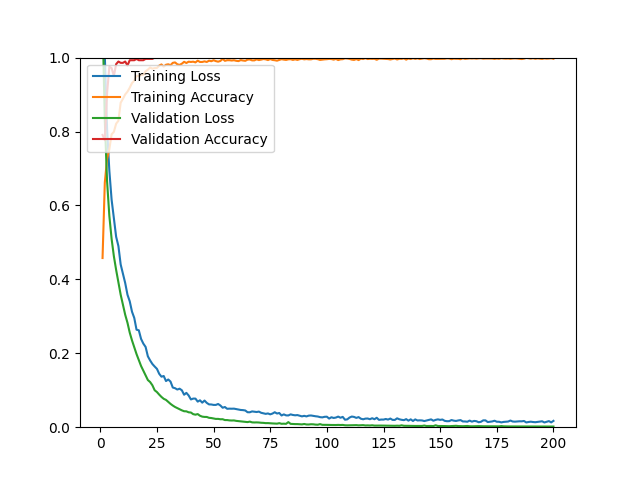 1.0
0.8
0.6
0.4
0.2
0.0
Training Loss
Training Accuracy
Validation Loss
Validation Accuracy
0 25 50 75 100 125 150 175 200